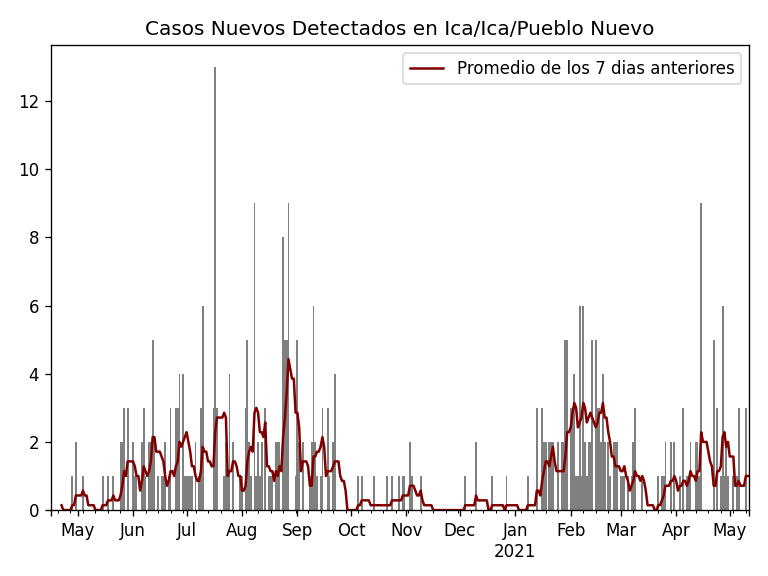 Casos Nuevos Detectados en Ica/Ica/Pueblo Nuevo
Promedio de los 7 dias anteriores
12
10
8
6
4
2
0
May Jun Jul Aug Sep Oct Nov Dec Jan Feb Mar Apr May
2021